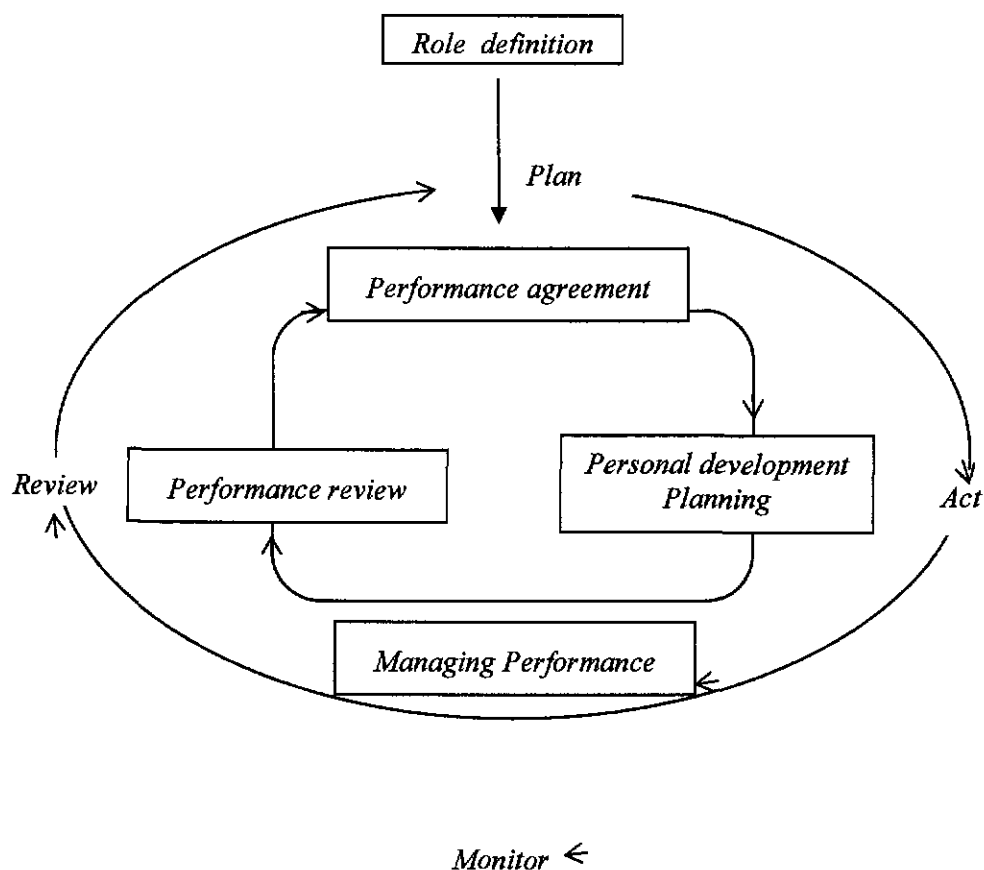 Role definition
Plan
Performance agreement
Personal development
Planning
Performance review
Review
Act
Managing Performance
Monitor